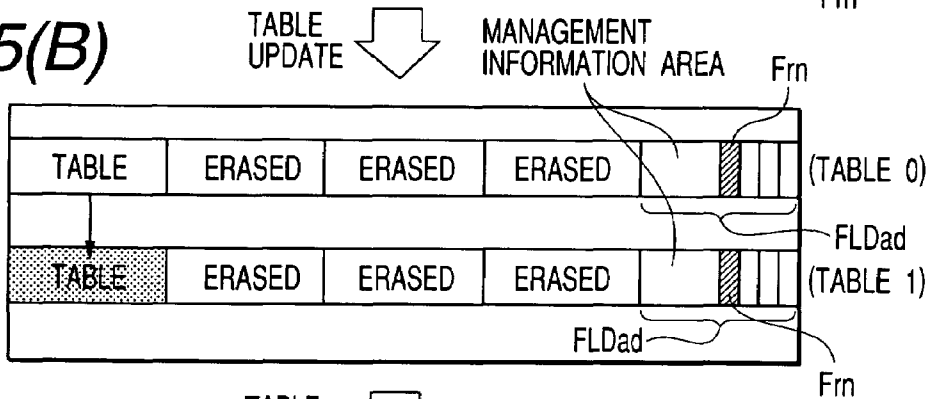 Frn
5(B)
TABLE UPDATE
MANAGEMENT INFORMATION AREA
Frn
TABLE ERASED ERASED ERASED (TABLE 0)
FLDad
TABLE ERASED ERASED ERASED (TABLE 1)
FLDad
Frn
TABLE